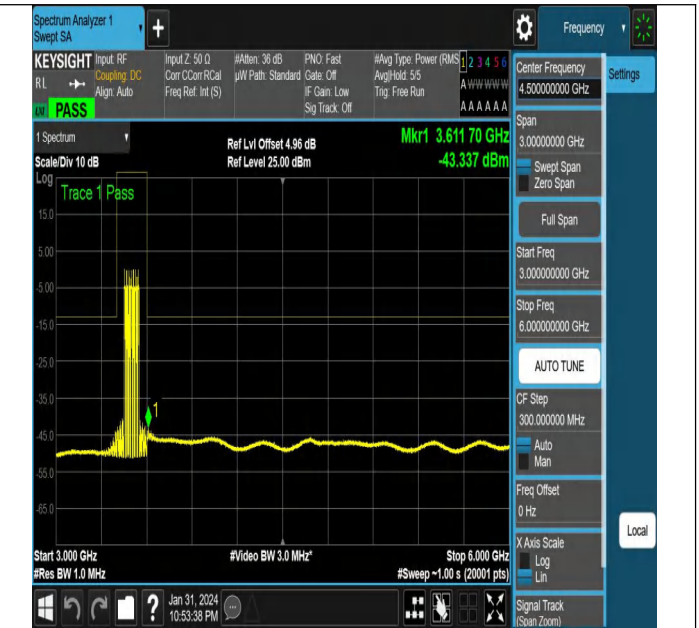 Spectrum Analyzer 1
Swept SA
+
Frequency
KEYSIGHT
RL
PASS
Input: RF
Coupling: DC
Align: Auto
Input Z: 50 Ω
Corr CCorr RCal
Freq Ref: Int (S)
#Atten: 36 dB
µW Path: Standard
PNO: Fast
Gate: Off
IF Gain: Low
Sig Track: Off
#Avg Type: Power (RMS
Avg|Hold: 5/5
Trig: Free Run
1 2 3 4 5 6
A W W W W W
A A A A A A
1 Spectrum
Scale/Div 10 dB
Log
Ref Lvl Offset 4.96 dB
Ref Level 25.00 dBm
Mkr1 3.611 70 GHz
-43.337 dBm
Trace 1 Pass
15.0
5.00
-5.00
-15.0
-25.0
-35.0
-45.0
-55.0
-65.0
1
Start 3.000 GHz
#Res BW 1.0 MHz
#Video BW 3.0 MHz*
Stop 6.000 GHz
#Sweep ~1.00 s (20001 pts)
?
Jan 31, 2024
10:53:38 PM
Center Frequency
4.500000000 GHz
Settings
Span
3.00000000 GHz
Swept Span
Zero Span
Full Span
Start Freq
3.000000000 GHz
Stop Freq
6.000000000 GHz
AUTO TUNE
CF Step
300.000000 MHz
Auto
Man
Freq Offset
0 Hz
X Axis Scale
Log
Lin
Local
Signal Track
(Span Zoom)